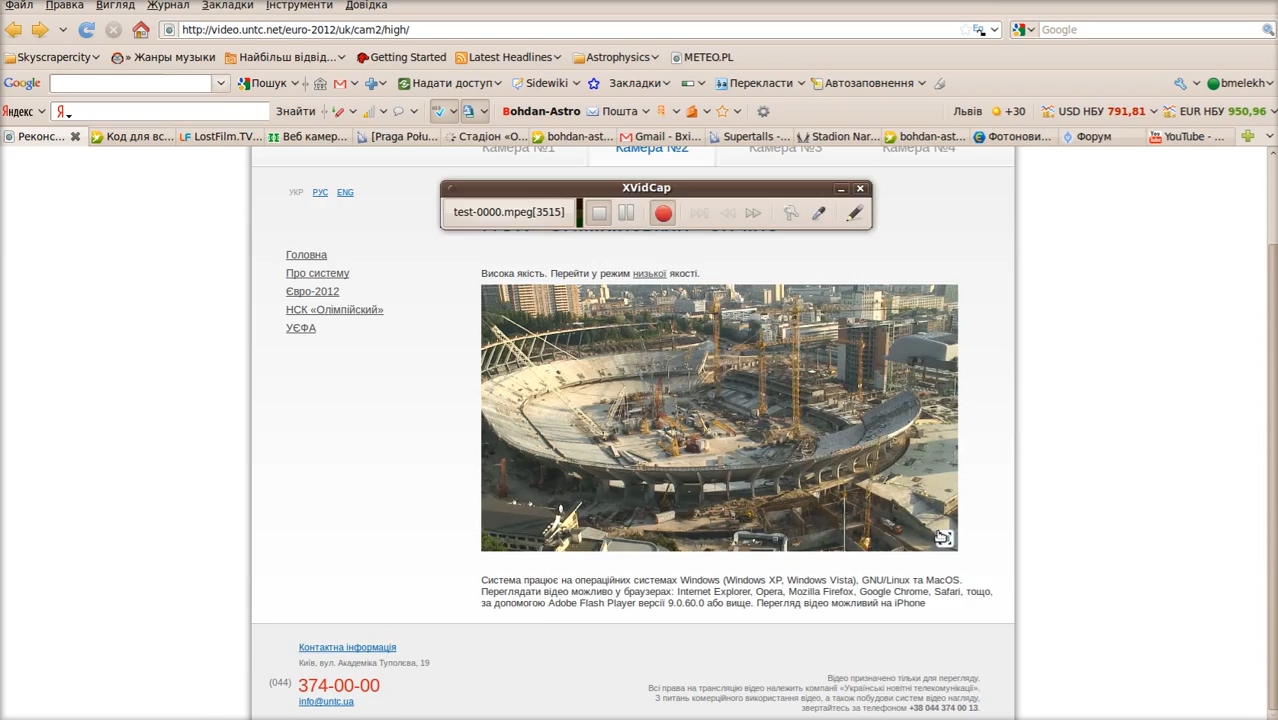 Файл Правка Вигляд Журнал Закладки Інструменти Довідка
http://video.untc.net/euro-2012/uk/cam2/high/ Google
Skyscrapercity » Жанры музыки Найбільш відвід... Getting Started Latest Headlines Astrophysics METEO.PL
Google Пошук Надати доступ Sidewiki Закладки Перекласти Автозаповнення bmelekh
Яндекс Я Знайти Bohdan-Astro Пошта Львів +30 USD НБУ 791,81 EUR НБУ 950,96
Реконс... Код для вс... LostFilm.TV... Веб камер... [Praga Połu... Стадіон «О... bohdan-ast... Gmail - Вхі... Supertalls -... Stadion Nar... bohdan-ast... Фотонови... Форум YouTube - ...
Камера №1 Камера №2 Камера №3 Камера №4
XVidCap
УКР РУС ENG
test-0000.mpeg[3515]
Головна
Про систему
Євро-2012
НСК «Олімпійский»
УЄФА
Висока якість. Перейти у режим низької якості.
Система працює на операційних системах Windows (Windows XP, Windows Vista), GNU/Linux та MacOS.
Переглядати відео можливо у браузерах: Internet Explorer, Opera, Mozilla Firefox, Google Chrome, Safari, тощо,
за допомогою Adobe Flash Player версії 9.0.60.0 або вище. Перегляд відео можливий на iPhone
Контактна інформація
Київ, вул. Академіка Туполєва, 19
(044) 374-00-00
info@untc.ua
Відео призначено тільки для перегляду.
Всі права на трансляцію відео належить компанії «Українські новітні телекомунікації».
З питань комерційного використання відео, а також побудови систем відео нагляду,
звертайтесь за телефоном +38 044 374 00 13.